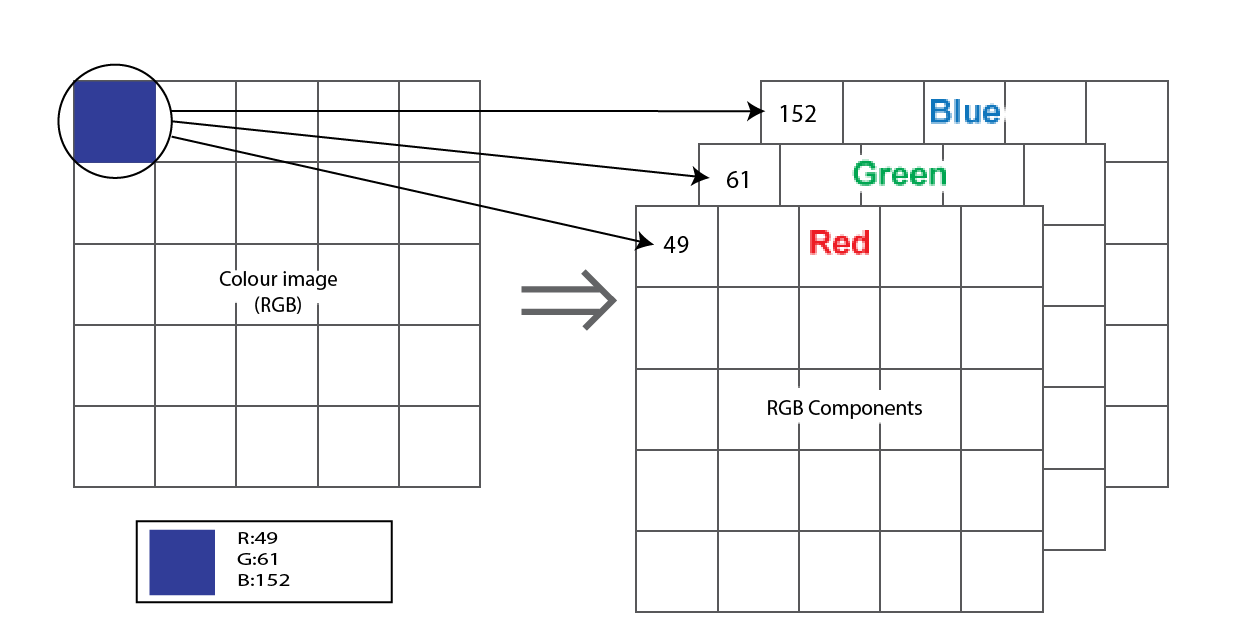 152
Blue
61
Green
49
Red
Colour image
(RGB)
RGB Components
R:49
G:61
B:152